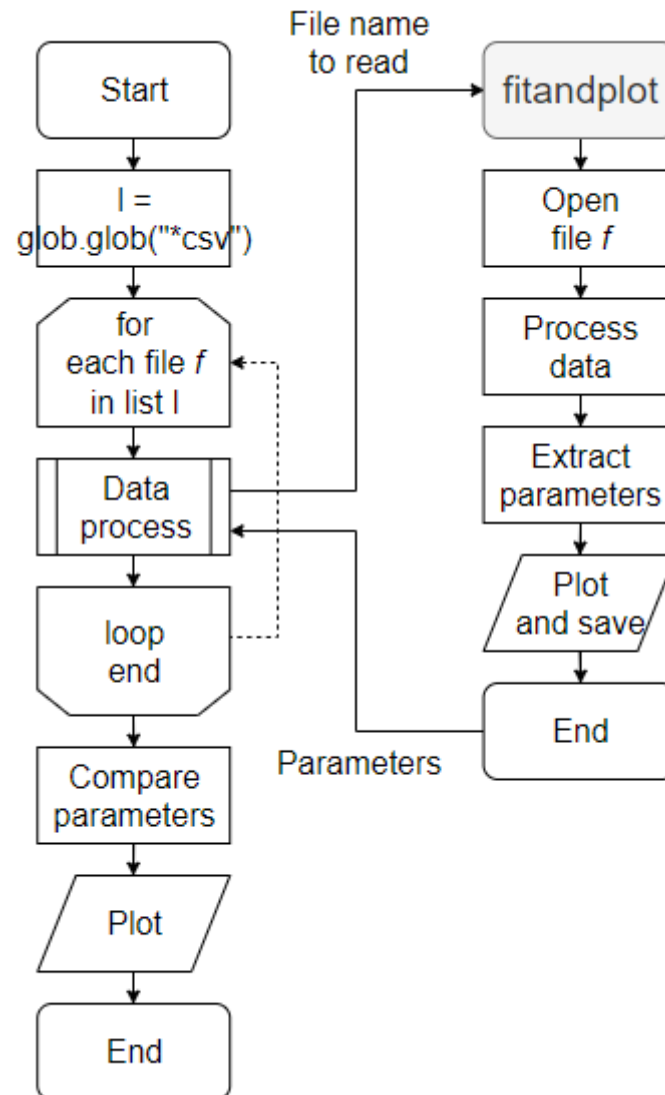 Start
l =
glob.glob("*csv")
for
each file f
in list l
Data
process
loop
end
Compare
parameters
Plot
End
File name
to read
Parameters
fitandplot
Open
file f
Process
data
Extract
parameters
Plot
and save
End